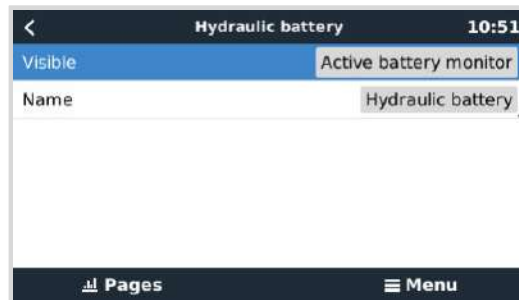 Hydraulic battery 10:51
Visible Active battery monitor
Name Hydraulic battery
Pages Menu